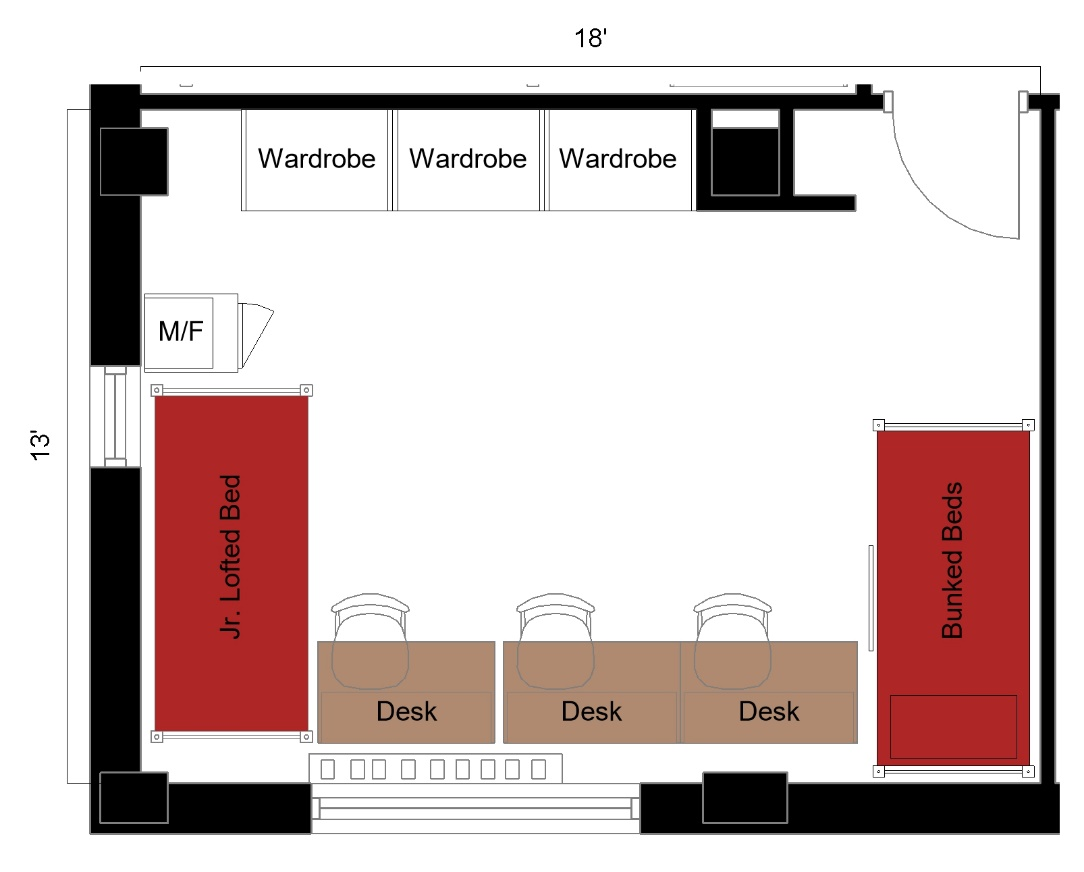 18'
Wardrobe
Wardrobe
Wardrobe
M/F
13'
Jr. Lofted Bed
Bunked Beds
Desk
Desk
Desk